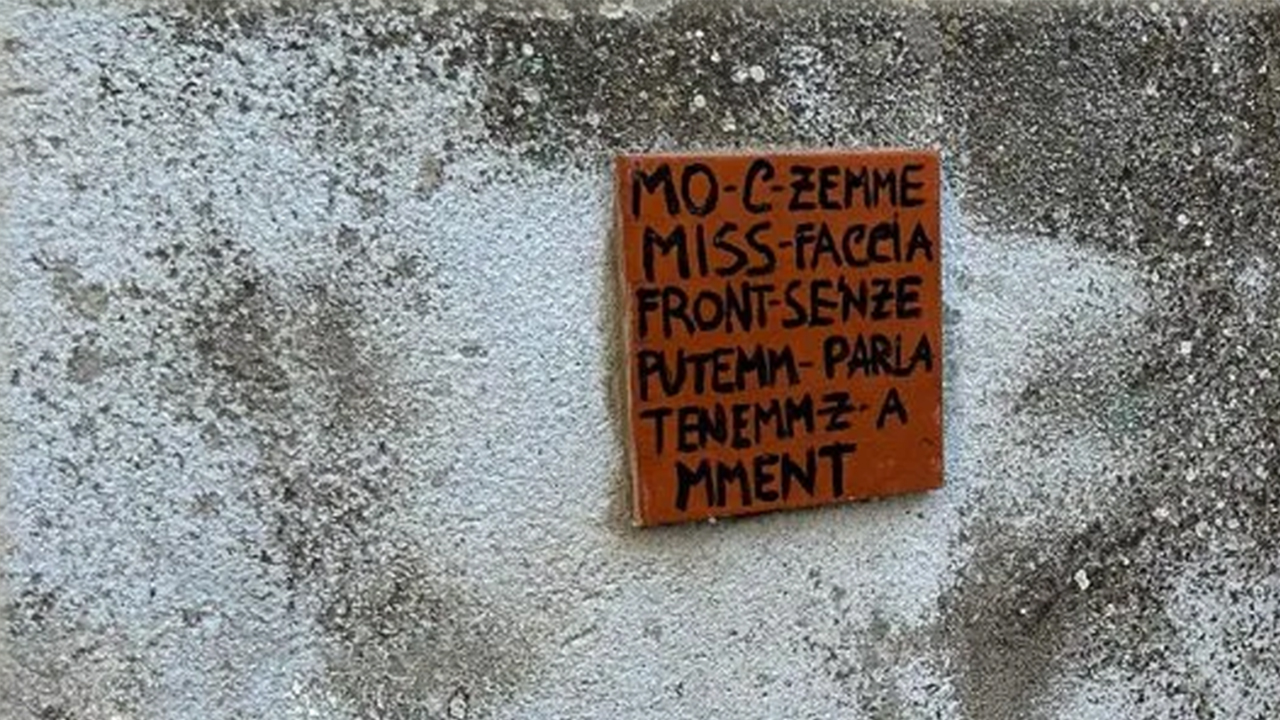 MO-C-ZEMME
MISS-FACCIA
FRONT-SENZE
PUTEMM-PARLA
TENEMM-Z-A
MMENT